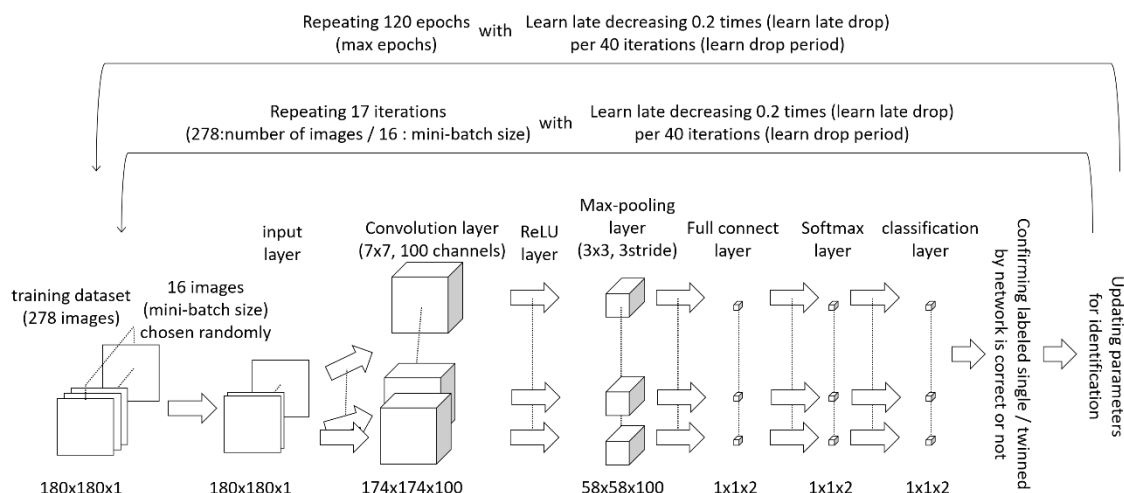 Repeating 120 epochs
(max epochs)
with
Learn late decreasing 0.2 times (learn late drop)
per 40 iterations (learn drop period)
Repeating 17 iterations
(278:number of images / 16 : mini-batch size)
with
Learn late decreasing 0.2 times (learn late drop)
per 40 iterations (learn drop period)
training dataset
(278 images)
16 images
(mini-batch size)
chosen randomly
input
layer
Convolution layer
(7x7, 100 channels)
ReLU
layer
Max-pooling
layer
(3x3, 3stride)
Full connect
layer
Softmax
layer
classification
layer
Confirming labeled single / twinned
by network is correct or not
Updating parameters
for identification
180x180x1
180x180x1
174x174x100
58x58x100
1x1x2
1x1x2
1x1x2